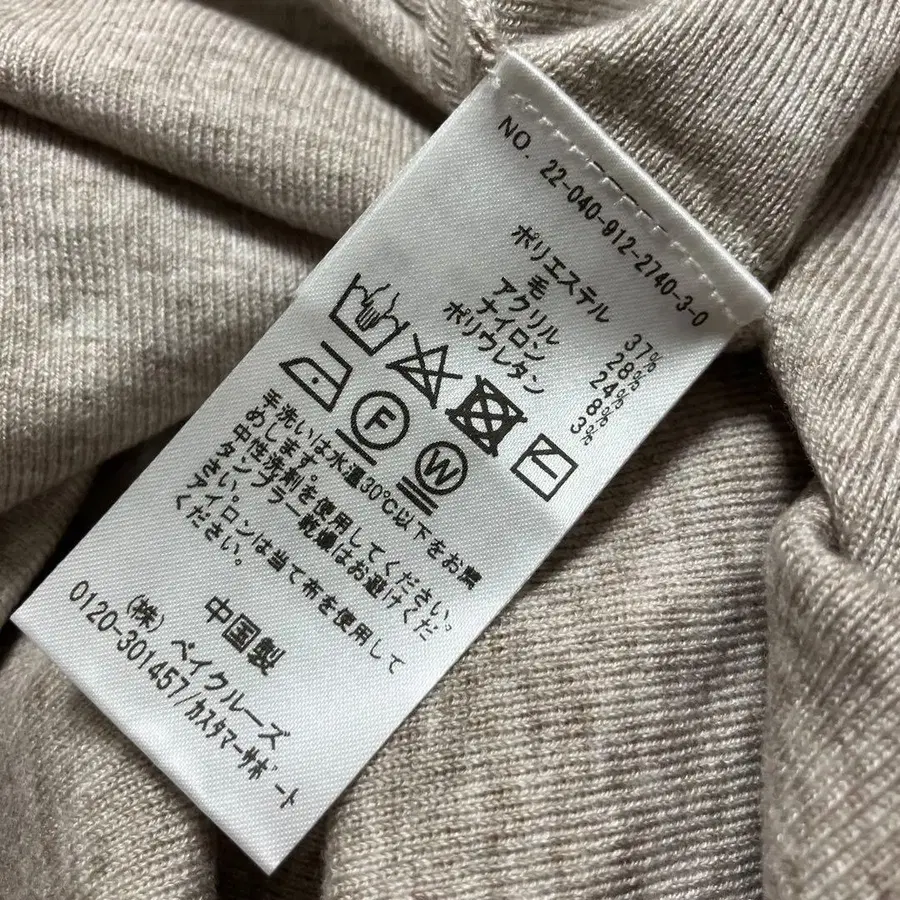 NO. 22-040-912-2740-3-0
ポリエステル 37%
毛 28%
アクリル 24%
ナイロン 8%
ポリウレタン 3%
F
W
手洗いは水温30℃以下をお薦
めします。
中性洗剤を使用してください。
タンブラー乾燥はお避けくだ
さい。
アイロンは当て布を使用して
ください。
中国製
(株)ベイクルーズ
0120-301457/カスタマーサポート